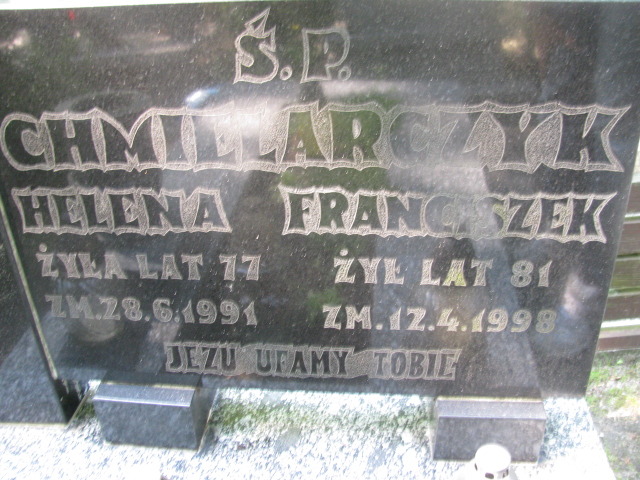 Ś.P.
CHMIELARCZYK
HELENA FRANCISZEK
ŻYŁA LAT 77 ŻYŁ LAT 81
ZM.28.6.1991 ZM.12.4.1998
JEZU UFAMY TOBIE